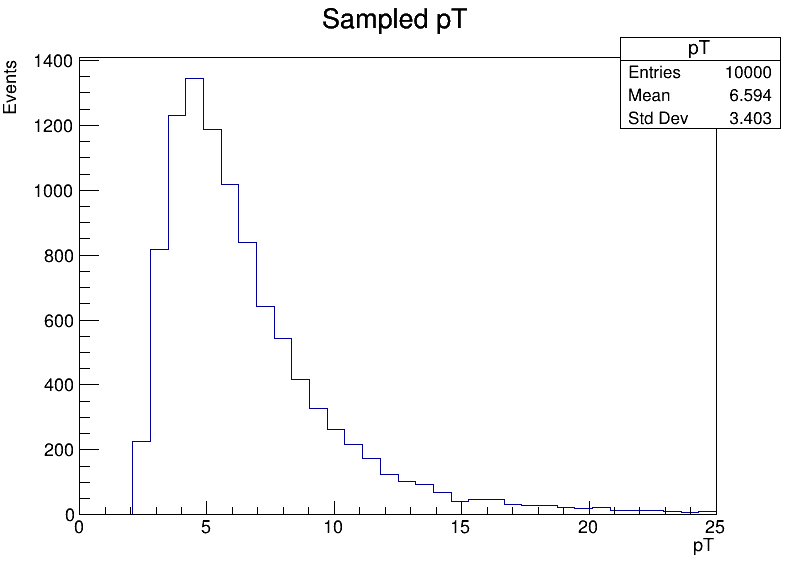 Sampled pT
pT
Entries 10000
Mean 6.594
Std Dev 3.403
Events
1400
1200
1000
800
600
400
200
0
0 5 10 15 20 25
pT